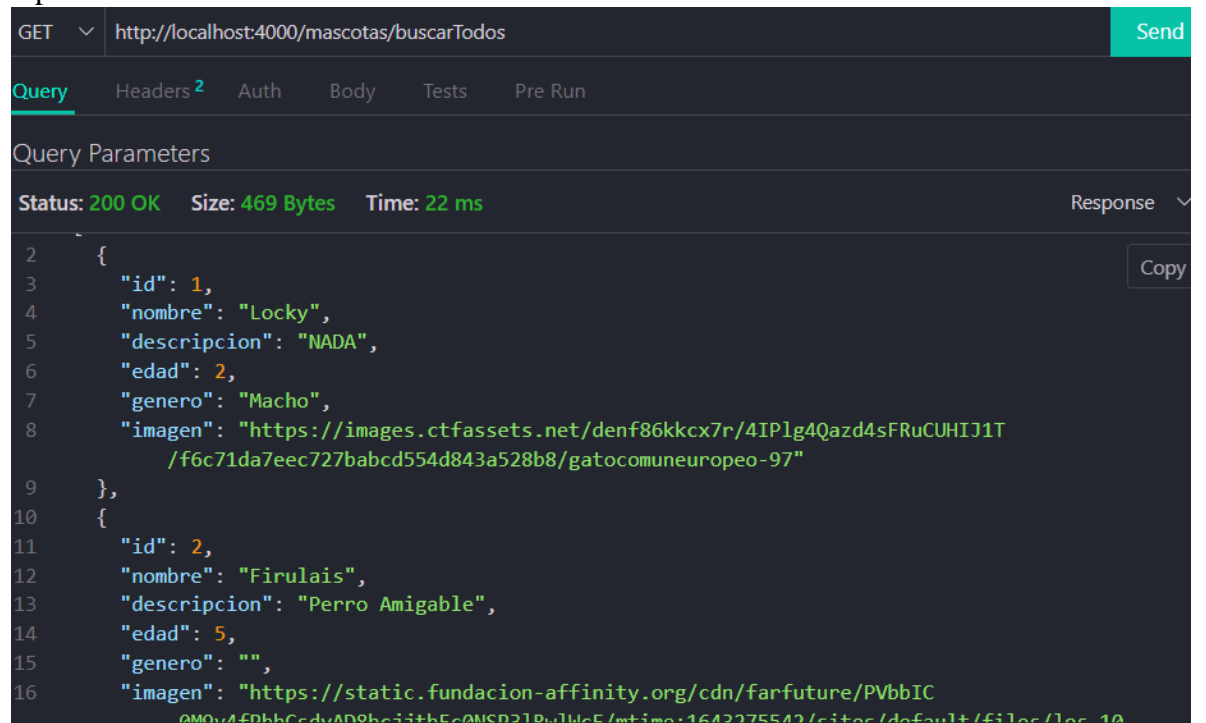 GET http://localhost:4000/mascotas/buscarTodos Send
Query Headers 2 Auth Body Tests Pre Run
Query Parameters
Status: 200 OK Size: 469 Bytes Time: 22 ms Response
2 {
Copy
3 "id": 1,
4 "nombre": "Locky",
5 "descripcion": "NADA",
6 "edad": 2,
7 "genero": "Macho",
8 "imagen": "https://images.ctfassets.net/denf86kkcx7r/4IPlg4Qazd4sFRuCUHIJ1T
/f6c71da7eec727babcd554d843a528b8/gatocomuneuropeo-97"
9 },
10 {
11 "id": 2,
12 "nombre": "Firulais",
13 "descripcion": "Perro Amigable",
14 "edad": 5,
15 "genero": "",
16 "imagen": "https://static.fundacion-affinity.org/cdn/farfuture/PVbbIC